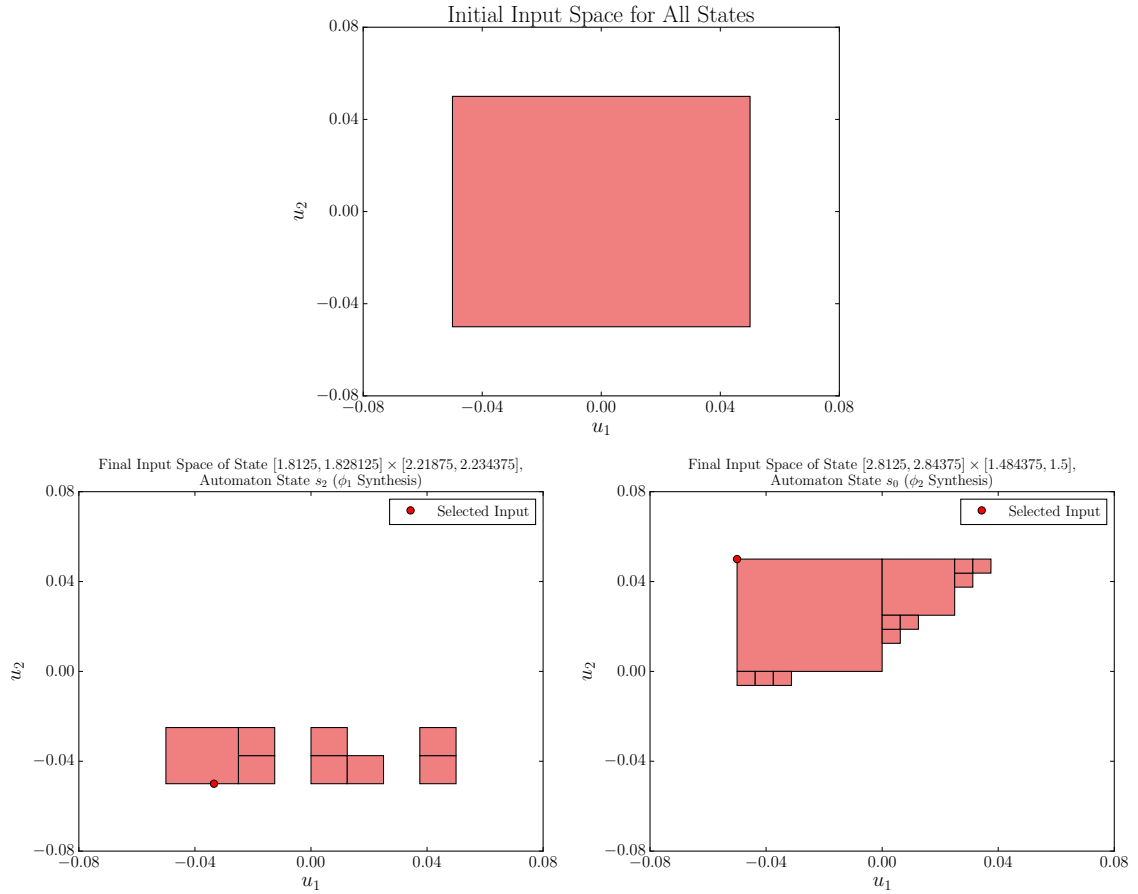 Initial Input Space for All States
0.08
0.04
0.00
−0.04
−0.08
u₂
−0.08
−0.04
0.00
0.04
0.08
u₁
Final Input Space of State [1.8125, 1.828125] × [2.21875, 2.234375],
Automaton State s₂ (ϕ₁ Synthesis)
Selected Input
0.08
0.04
0.00
−0.04
−0.08
u₂
−0.08
−0.04
0.00
0.04
0.08
u₁
Final Input Space of State [2.8125, 2.84375] × [1.484375, 1.5],
Automaton State s₀ (ϕ₂ Synthesis)
Selected Input
0.08
0.04
0.00
−0.04
−0.08
u₂
−0.08
−0.04
0.00
0.04
0.08
u₁